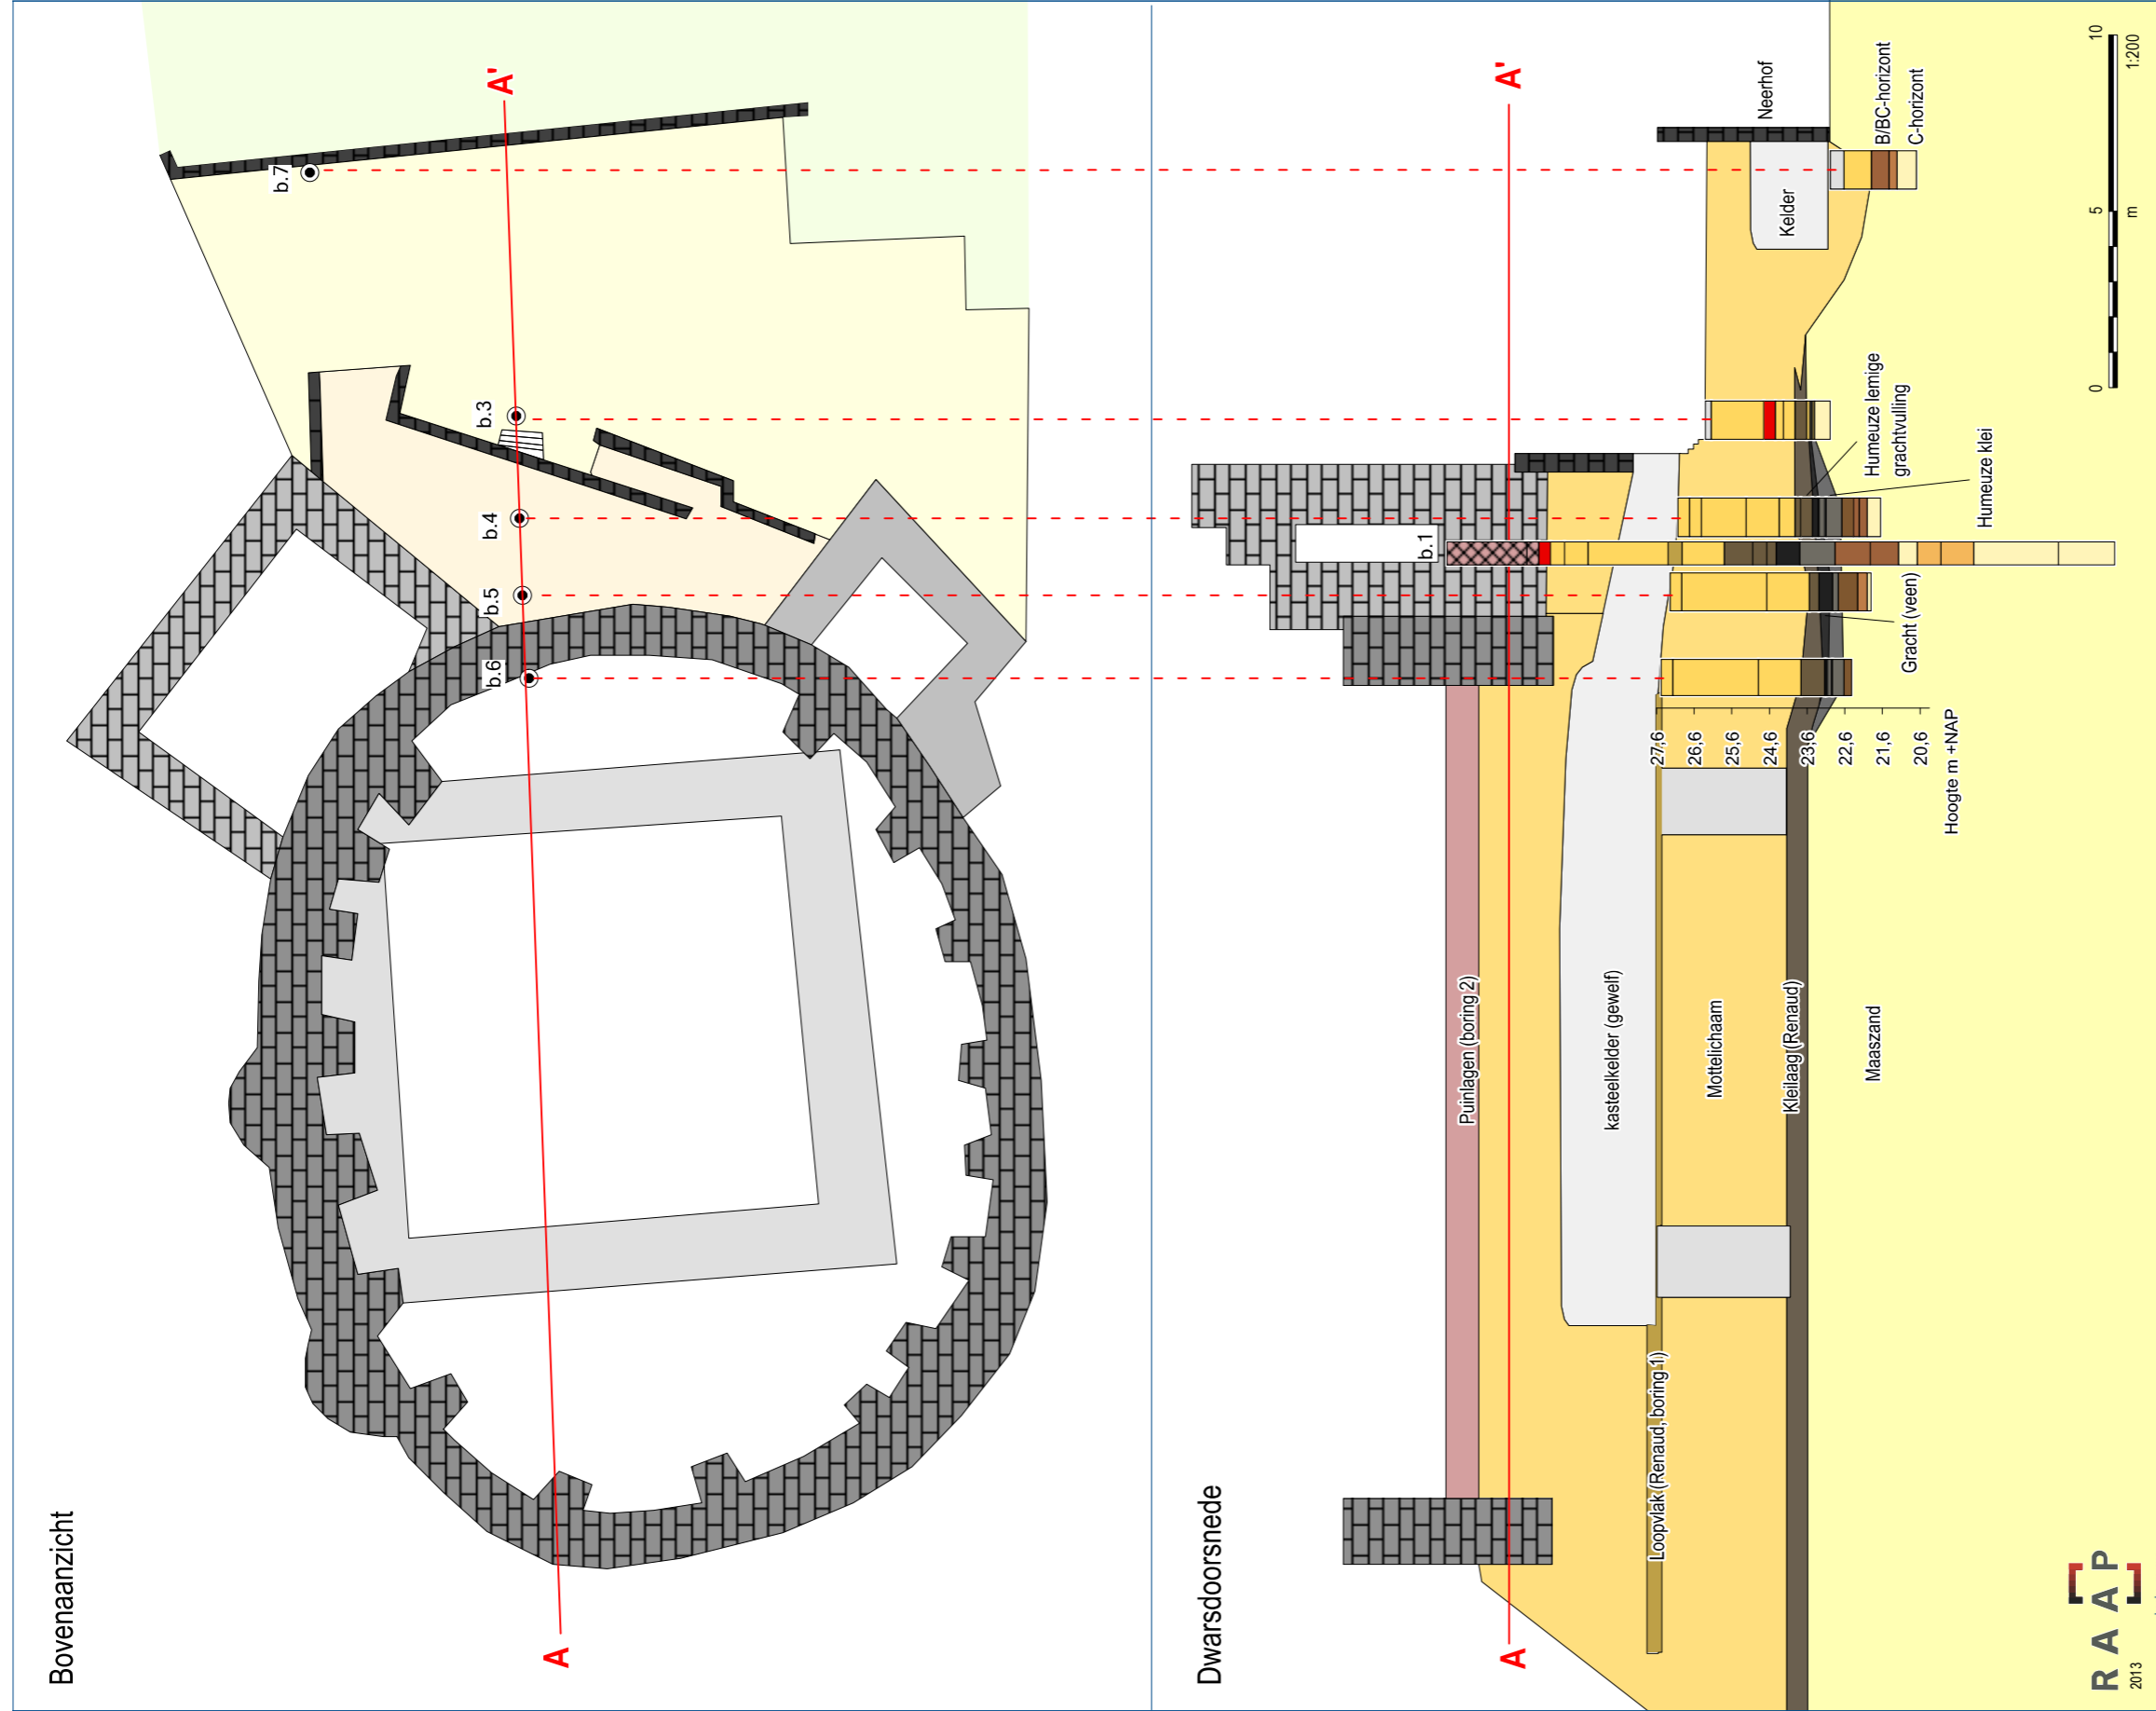 Bovenaanzicht
A
A'
b.7
b.3
b.4
b.5
b.6
Dwarsdoorsnede
A
A'
b.1
Puinlagen (boring 2)
kasteelkelder (gewelf)
Loopvlak (Renaud, boring 1)
Mottelichaam
Kleilaag (Renaud)
Maaszand
27,6
26,6
25,6
24,6
23,6
22,6
21,6
20,6
Hoogte m +NAP
Gracht (veen)
Humeuze klei
Humeuze lemige
grachtvulling
Kelder
Neerhof
B/BC-horizont
C-horizont
0
5
10
m
1:200
RAAP
2013